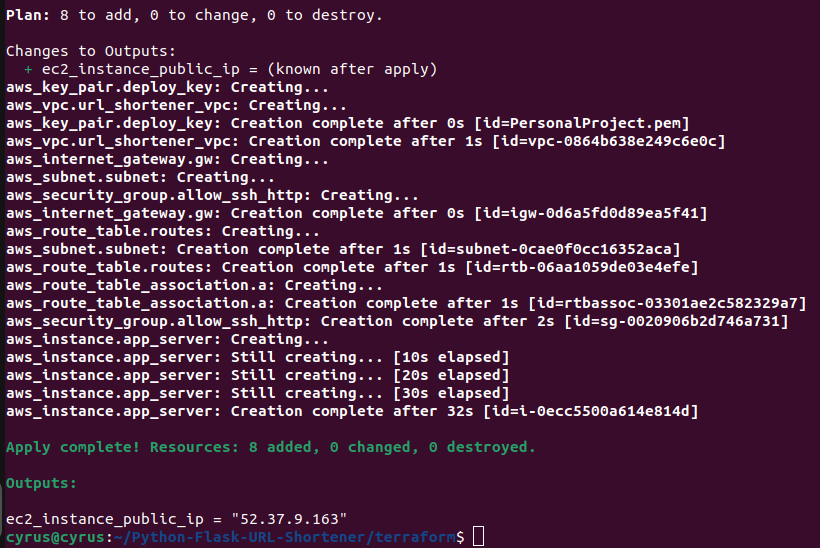 Plan: 8 to add, 0 to change, 0 to destroy.
Changes to Outputs:
+ ec2_instance_public_ip = (known after apply)
aws_key_pair.deploy_key: Creating...
aws_vpc.url_shortener_vpc: Creating...
aws_key_pair.deploy_key: Creation complete after 0s [id=PersonalProject.pem]
aws_vpc.url_shortener_vpc: Creation complete after 1s [id=vpc-0864b638e249c6e0c]
aws_internet_gateway.gw: Creating...
aws_subnet.subnet: Creating...
aws_security_group.allow_ssh_http: Creating...
aws_internet_gateway.gw: Creation complete after 0s [id=igw-0d6a5fd0d89ea5f41]
aws_route_table.routes: Creating...
aws_subnet.subnet: Creation complete after 1s [id=subnet-0cae0f0cc16352aca]
aws_route_table.routes: Creation complete after 1s [id=rtb-06aa1059de03e4efe]
aws_route_table_association.a: Creating...
aws_route_table_association.a: Creation complete after 1s [id=rtbassoc-03301ae2c582329a7]
aws_security_group.allow_ssh_http: Creation complete after 2s [id=sg-0020906b2d746a731]
aws_instance.app_server: Creating...
aws_instance.app_server: Still creating... [10s elapsed]
aws_instance.app_server: Still creating... [20s elapsed]
aws_instance.app_server: Still creating... [30s elapsed]
aws_instance.app_server: Creation complete after 32s [id=i-0ecc5500a614e814d]
Apply complete! Resources: 8 added, 0 changed, 0 destroyed.
Outputs:
ec2_instance_public_ip = "52.37.9.163"
cyrus@cyrus:~/Python-Flask-URL-Shortener/terraform$